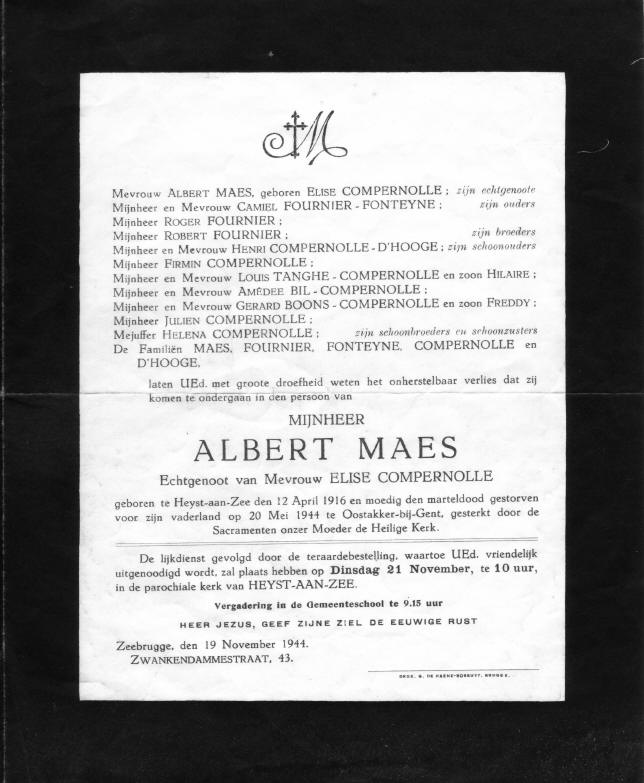 M
Mevrouw ALBERT MAES, geboren ELISE COMPERNOLLE ; zijn echtgenoote
Mijnheer en Mevrouw CAMIEL FOURNIER - FONTEYNE ; zijn ouders
Mijnheer ROGER FOURNIER ;
Mijnheer ROBERT FOURNIER ; zijn broeders
Mijnheer en Mevrouw HENRI COMPERNOLLE - D'HOOGE ; zijn schoonouders
Mijnheer FIRMIN COMPERNOLLE ;
Mijnheer en Mevrouw LOUIS TANGHE - COMPERNOLLE en zoon HILAIRE ;
Mijnheer en Mevrouw AMÉDEE BIL - COMPERNOLLE ;
Mijnheer en Mevrouw GERARD BOONS - COMPERNOLLE en zoon FREDDY ;
Mijnheer JULIEN COMPERNOLLE ;
Mejuffer HELENA COMPERNOLLE ; zijn schoonbroeders en schoonzusters
De Familiën MAES, FOURNIER, FONTEYNE, COMPERNOLLE en
D'HOOGE,
laten UEd. met groote droefheid weten het onherstelbaar verlies dat zij
komen te ondergaan in den persoon van
MIJNHEER
ALBERT MAES
Echtgenoot van Mevrouw ELISE COMPERNOLLE
geboren te Heyst-aan-Zee den 12 April 1916 en moedig den marteldood gestorven
voor zijn vaderland op 20 Mei 1944 te Oostakker-bij-Gent, gesterkt door de
Sacramenten onzer Moeder de Heilige Kerk.
De lijkdienst gevolgd door de teraardebestelling, waartoe UEd. vriendelijk
uitgenoodigd wordt, zal plaats hebben op Dinsdag 21 November, te 10 uur,
in de parochiale kerk van HEYST-AAN-ZEE.
Vergadering in de Gemeenteschool te 9.15 uur
HEER JEZUS, GEEF ZIJNE ZIEL DE EEUWIGE RUST
Zeebrugge, den 19 November 1944.
ZWANKENDAMMESTRAAT, 43.
DRUK. G. DE HAENE-BOSSUYT, BRUGGE.